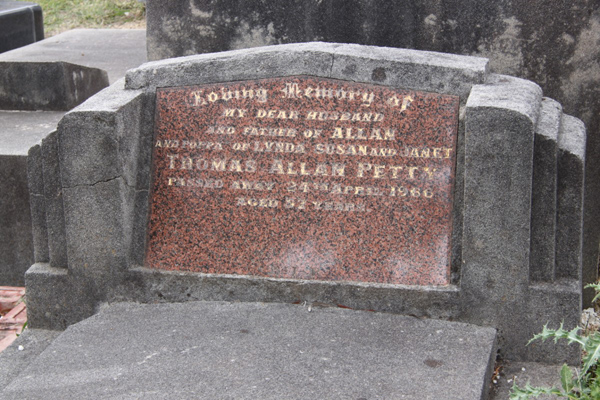 Loving Memory of
MY DEAR HUSBAND
AND FATHER OF ALLAN
AND POPPA OF LYNDA SUSAN AND JANET
THOMAS ALLAN PETTY
PASSED AWAY 24TH APRIL 1960
AGED YEARS